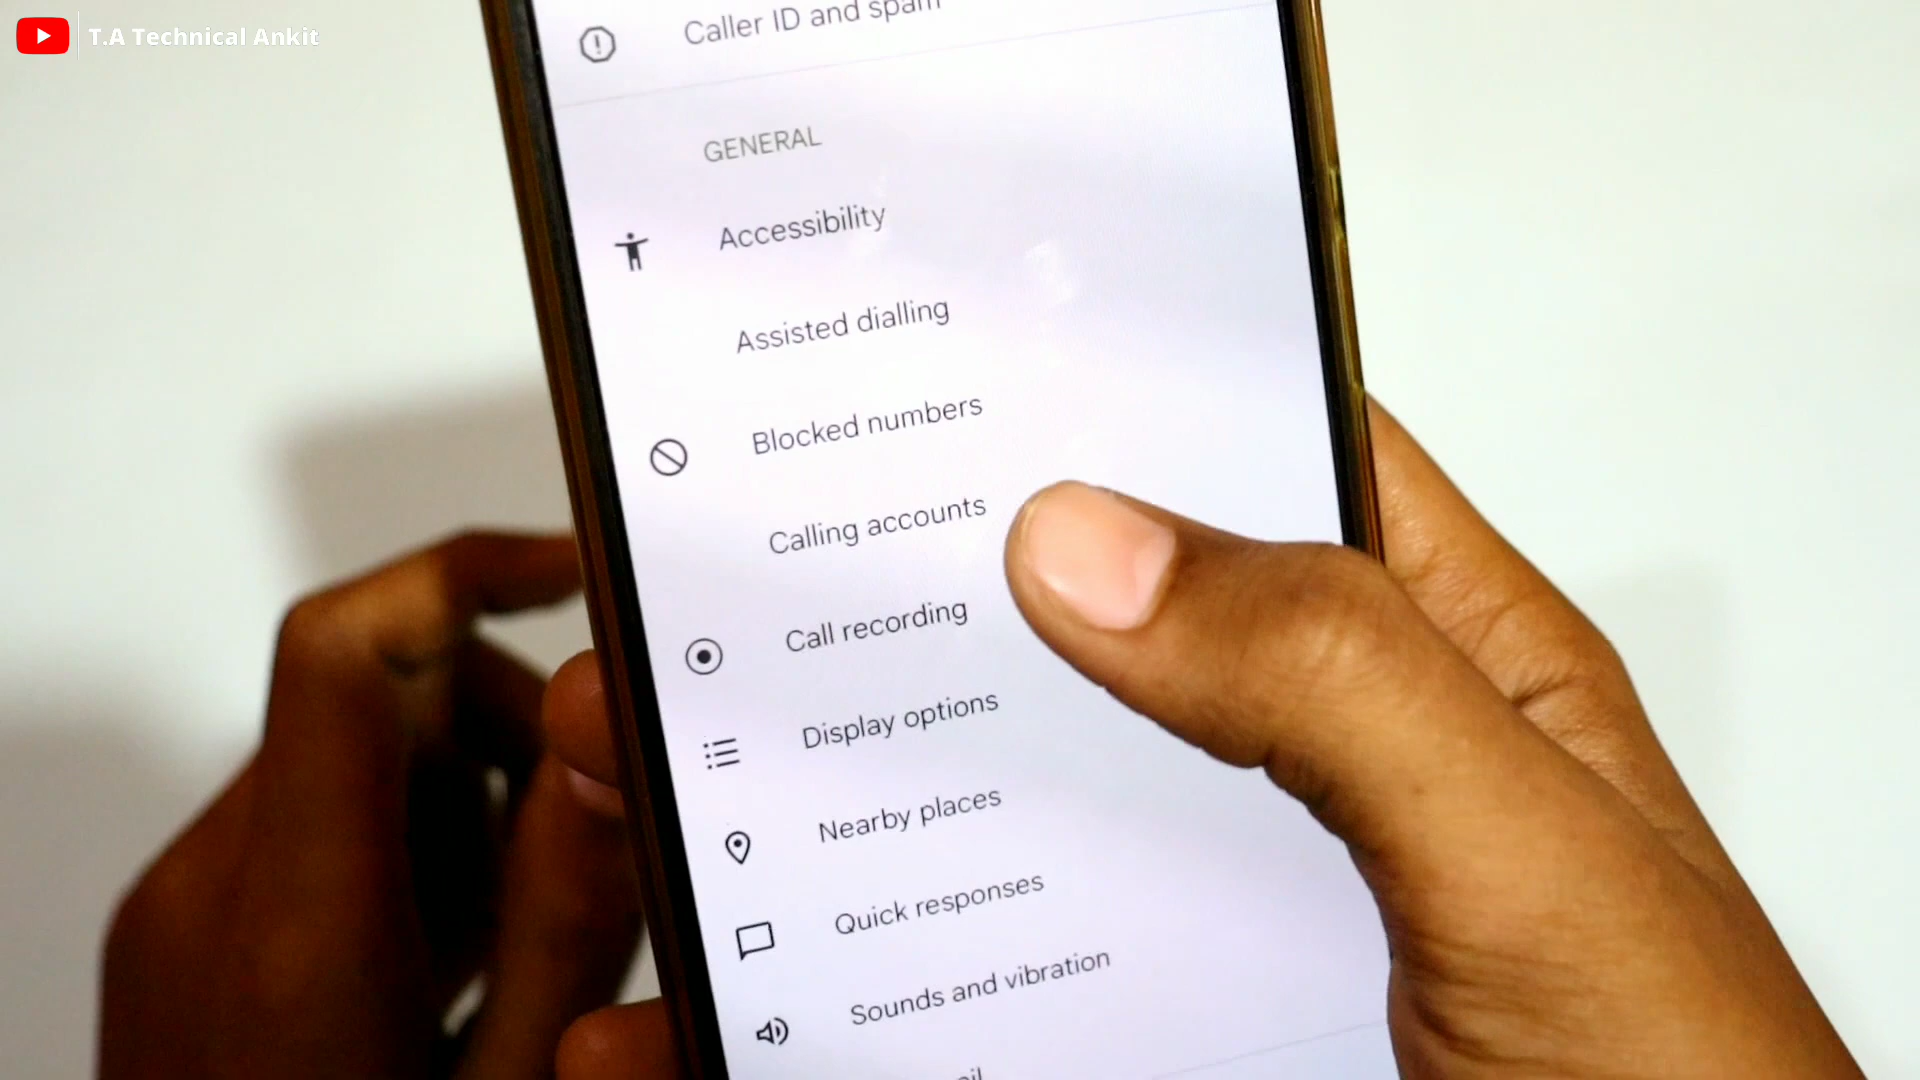 T.A Technical Ankit
Caller ID and spam
GENERAL
Accessibility
Assisted dialling
Blocked numbers
Calling accounts
Call recording
Display options
Nearby places
Quick responses
Sounds and vibration